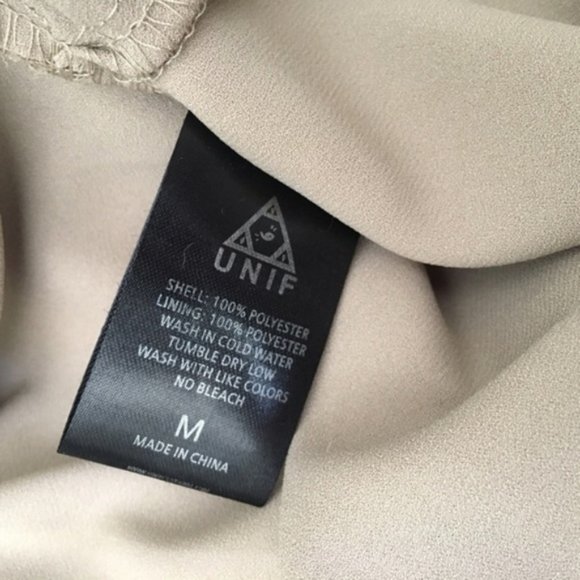 UNIF
SHELL: 100% POLYESTER
LINING: 100% POLYESTER
WASH IN COLD WATER
TUMBLE DRY LOW
WASH WITH LIKE COLORS
NO BLEACH
M
MADE IN CHINA